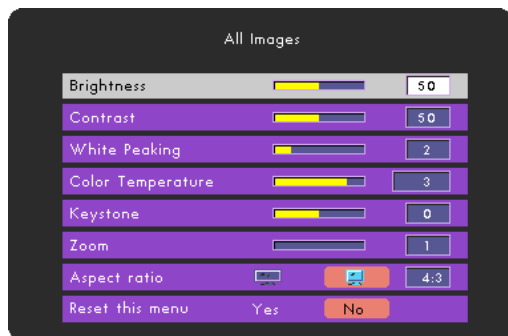 All Images
Brightness 50
Contrast 50
White Peaking 2
Color Temperature 3
Keystone 0
Zoom 1
Aspect ratio 4:3
Reset this menu Yes No